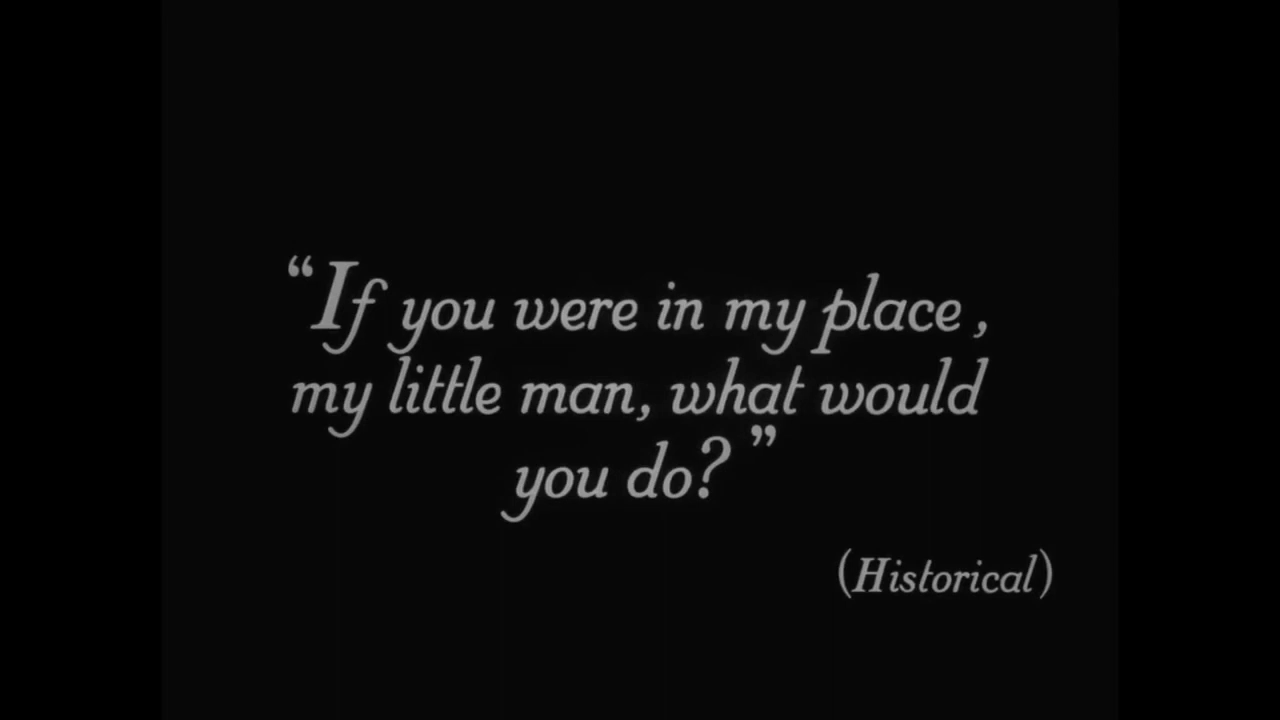 “If you were in my place ,
my little man, what would
you do? ”
(Historical)